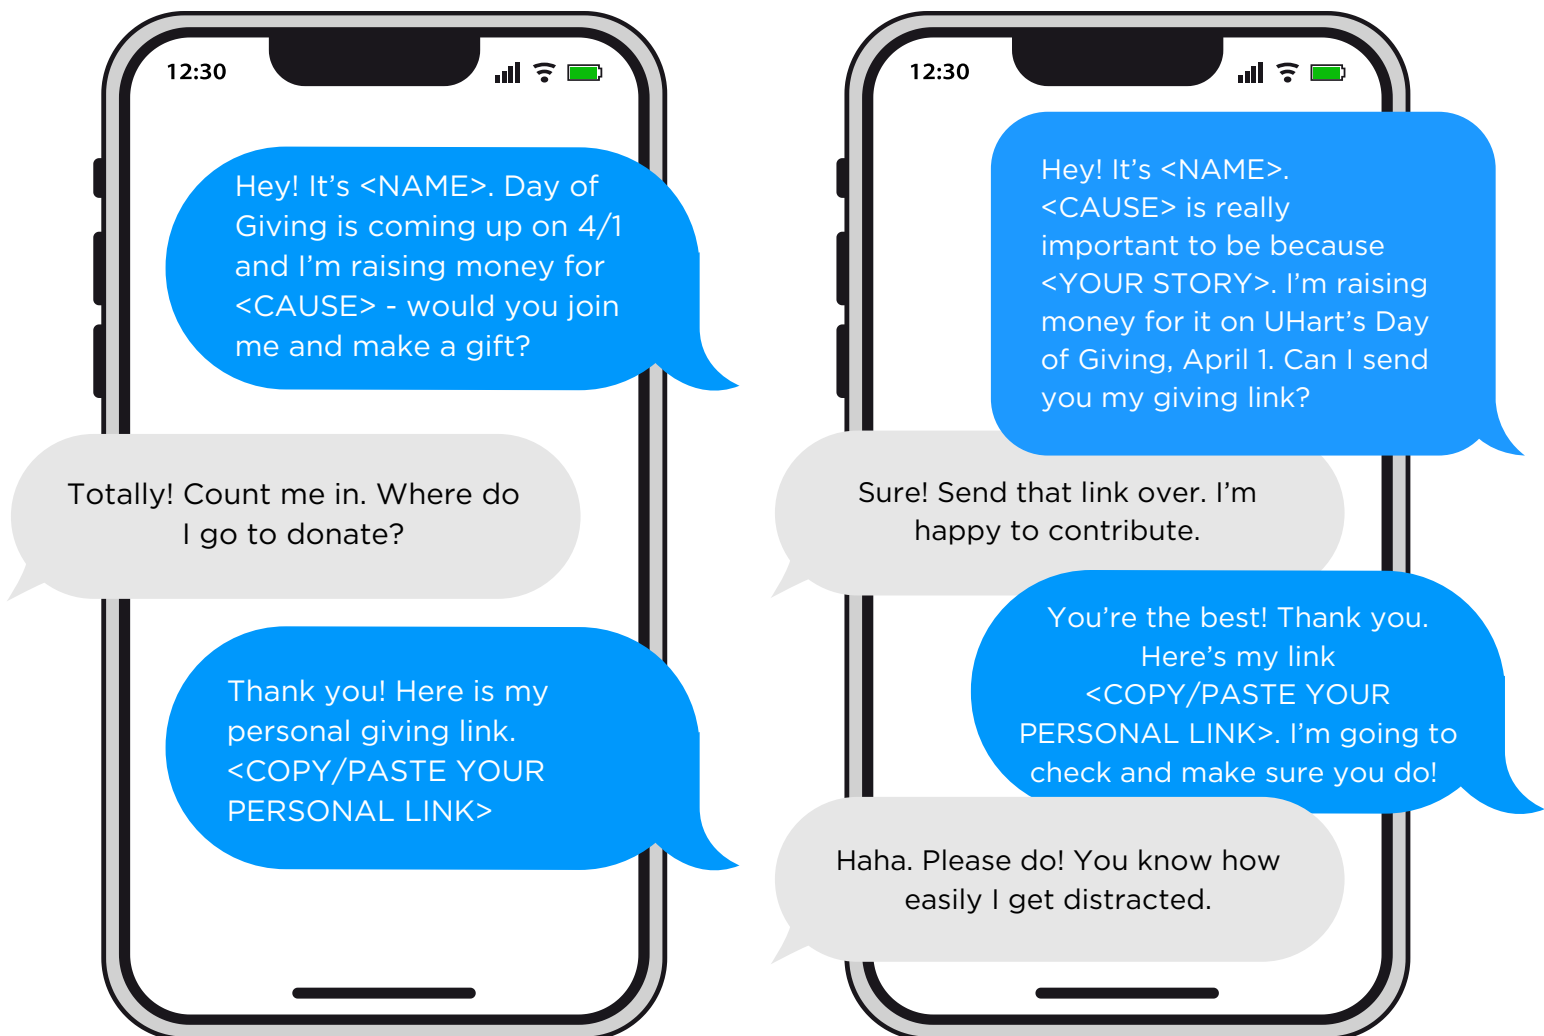 12:30
Hey! It’s <NAME>. Day of
Giving is coming up on 4/1
and I’m raising money for
<CAUSE> - would you join
me and make a gift?
Totally! Count me in. Where do
I go to donate?
Thank you! Here is my
personal giving link.
<COPY/PASTE YOUR
PERSONAL LINK>
12:30
Hey! It’s <NAME>.
<CAUSE> is really
important to be because
<YOUR STORY>. I’m raising
money for it on UHart’s Day
of Giving, April 1. Can I send
you my giving link?
Sure! Send that link over. I’m
happy to contribute.
You’re the best! Thank you.
Here’s my link
<COPY/PASTE YOUR
PERSONAL LINK>. I’m going to
check and make sure you do!
Haha. Please do! You know how
easily I get distracted.